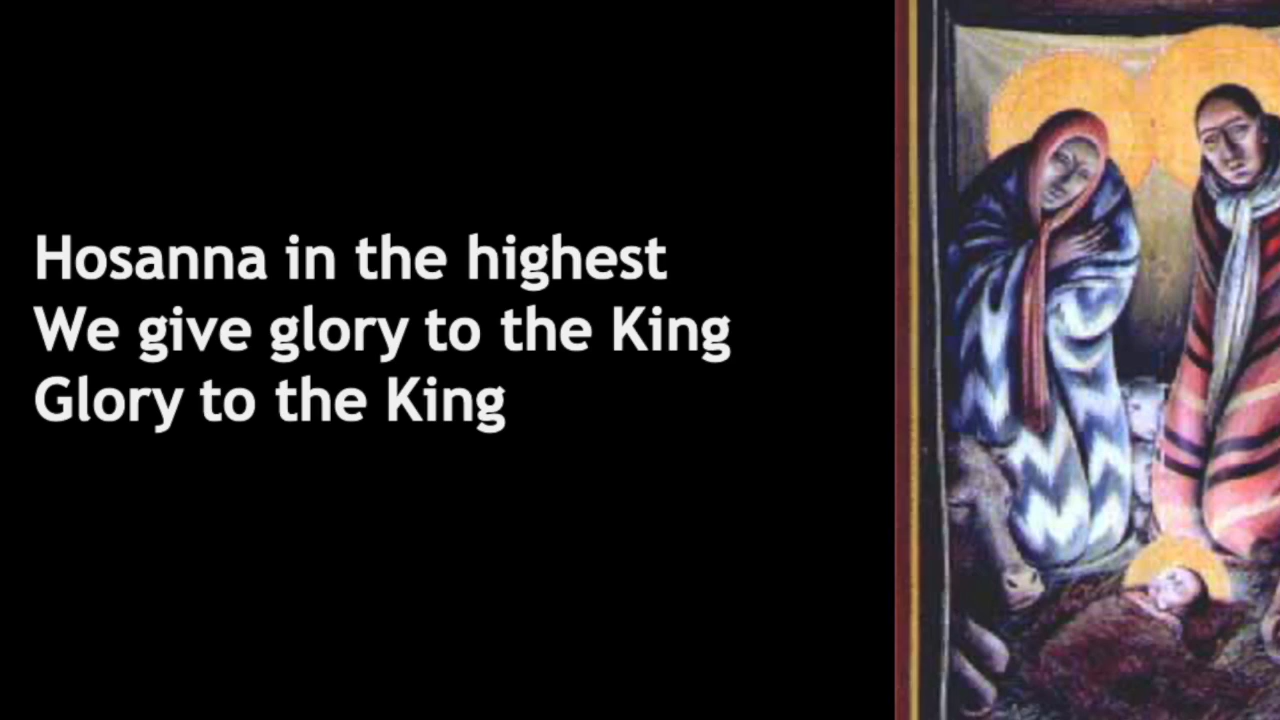 Hosanna in the highest
We give glory to the King
Glory to the King